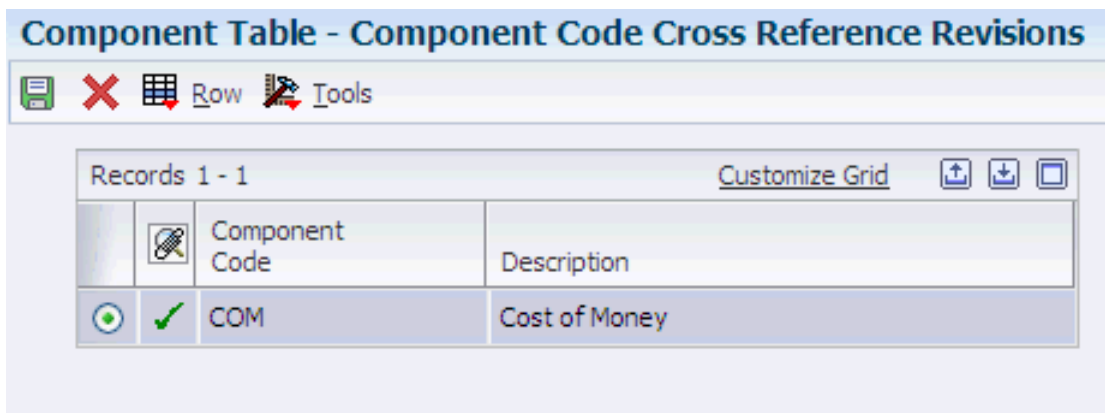 Component Table - Component Code Cross Reference Revisions
Row Tools
Records 1 - 1 Customize Grid
Component
Code Description
COM Cost of Money